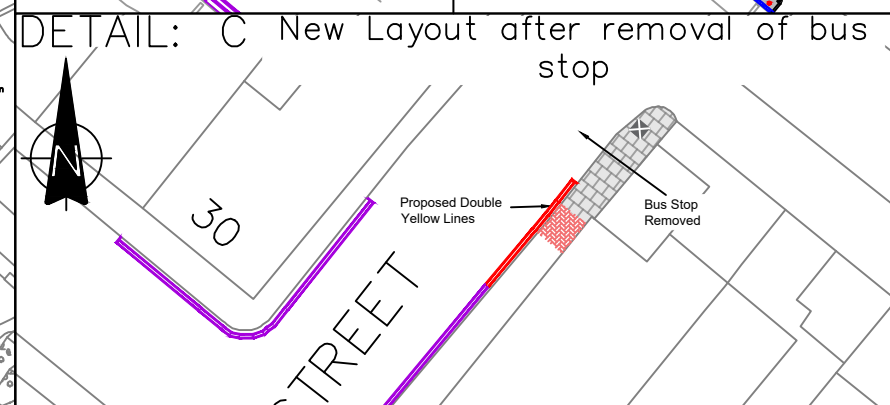 DETAIL: C New Layout after removal of bus
stop
N
30
Proposed Double
Yellow Lines
Bus Stop
Removed
STREET